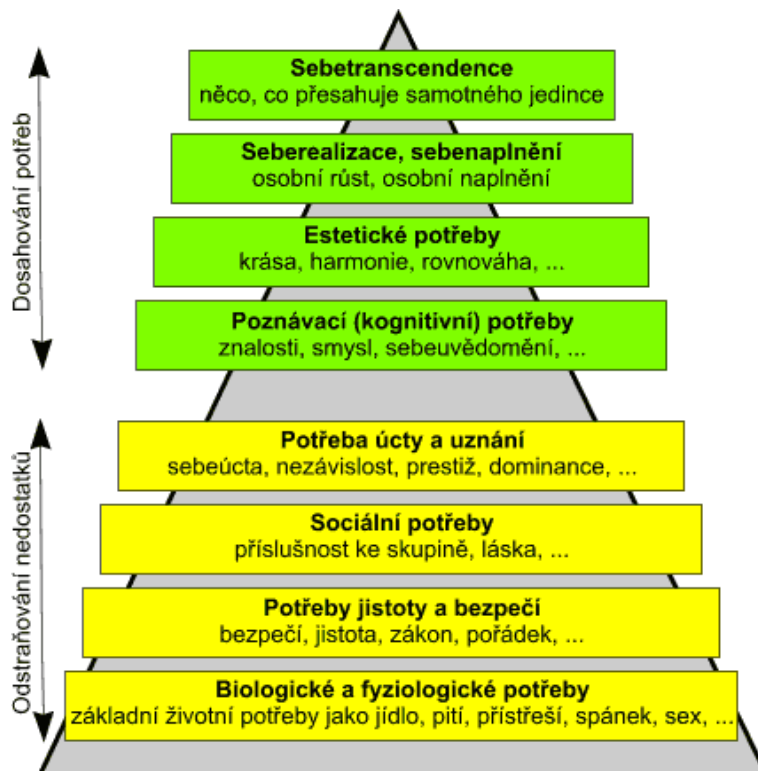 Sebetranscendence
něco, co přesahuje samotného jedince
Seberealizace, sebenaplnění
osobní růst, osobní naplnění
Estetické potřeby
krása, harmonie, rovnováha, ...
Poznávací (kognitivní) potřeby
znalosti, smysl, sebeuvědomění, ...
Dosahování potřeb
Potřeba úcty a uznání
sebeúcta, nezávislost, prestiž, dominance, ...
Sociální potřeby
příslušnost ke skupině, láska, ...
Potřeby jistoty a bezpečí
bezpečí, jistota, zákon, pořádek, ...
Biologické a fyziologické potřeby
základní životní potřeby jako jídlo, pití, přístřeší, spánek, sex, ...
Odstraňování nedostatků